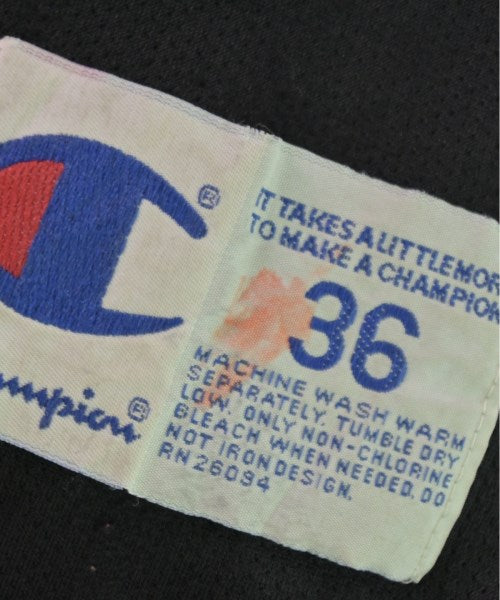 ®
ampion®
IT TAKES A LITTLE MOR
TO MAKE A CHAMPION
36
MACHINE WASH WARM
SEPARATELY. TUMBLE DRY
LOW. ONLY NON-CHLORINE
BLEACH WHEN NEEDED. DO
NOT IRON DESIGN.
RN 26094